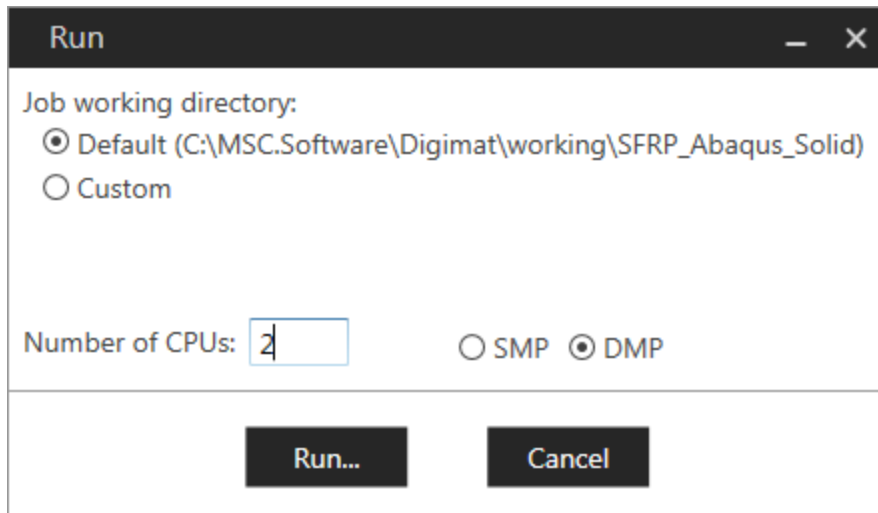 Run
Job working directory:
Default (C:\MSC.Software\Digimat\working\SFRP_Abaqus_Solid)
Custom
Number of CPUs: 2 SMP DMP
Run... Cancel